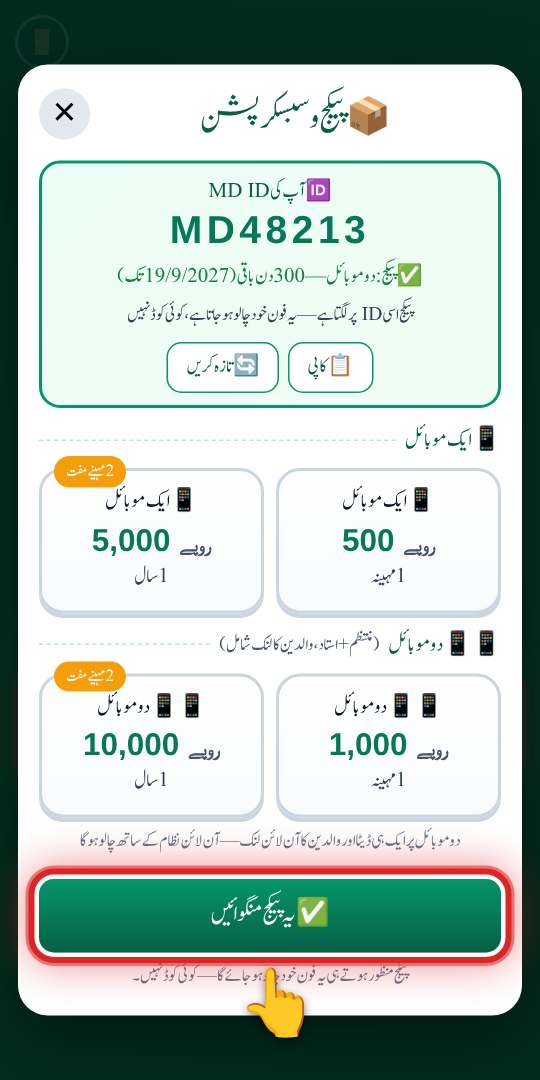 پیکج و سبسکرپشن
آپ کی MD ID
MD48213
پیکج: دو موبائل — 300 دن باقی (19/9/2027 تک)
پیکج اسی ID پر لگتا ہے — یہ فون خود چالو ہو جاتا ہے، کوئی کوڈ نہیں
کاپی
تازہ کریں
ایک موبائل
ایک موبائل
500 روپے
1 مہینہ
2 مہینے مفت
ایک موبائل
5,000 روپے
1 سال
دو موبائل (منتظم + استاد، والدین کا لنک شامل)
دو موبائل
1,000 روپے
1 مہینہ
2 مہینے مفت
دو موبائل
10,000 روپے
1 سال
دو موبائل پر ایک ہی ڈیٹا اور والدین کا آن لائن لنک — آن لائن نظام کے ساتھ چالو ہوگا
یہ پیکج منگوائیں
پیکج منظور ہوتے ہی یہ فون خود ہو جائے گا — کوئی کوڈ نہیں۔